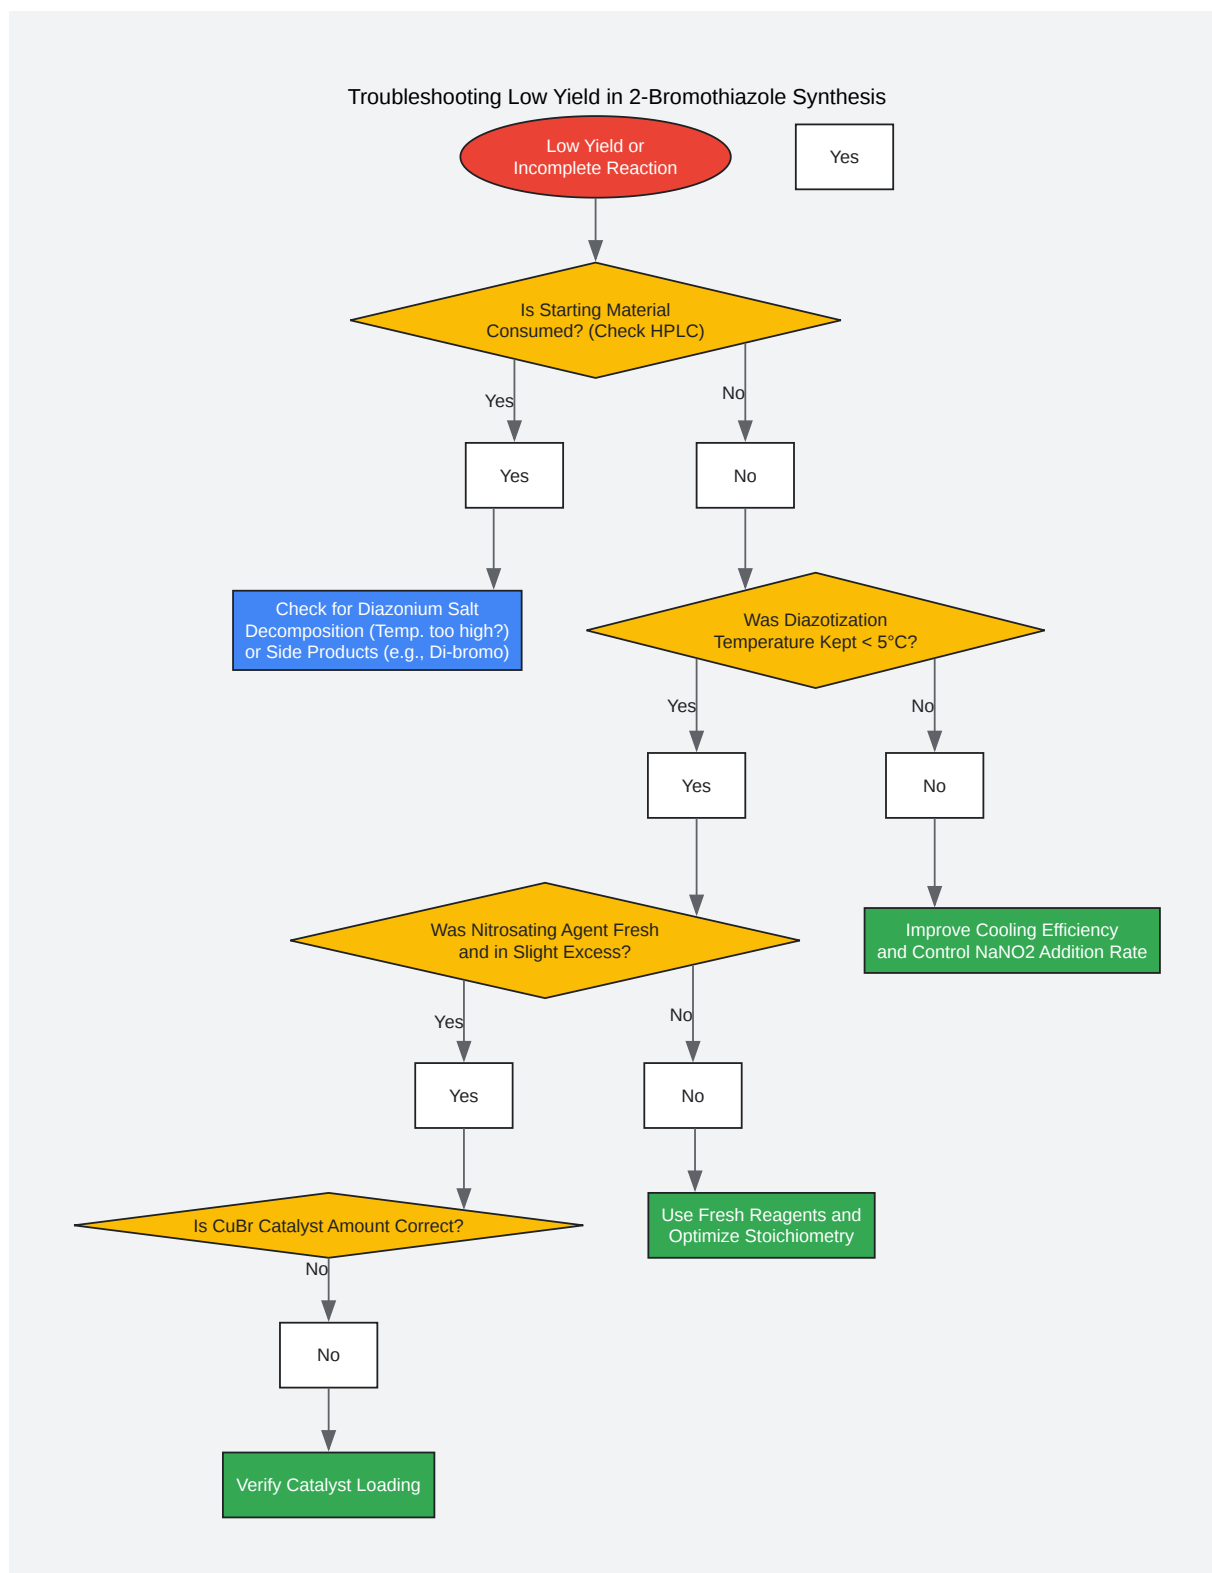 Troubleshooting Low Yield in 2-Bromothiazole Synthesis
Low Yield or
Incomplete Reaction
Yes
Is Starting Material
Consumed? (Check HPLC)
Yes
No
Yes
No
Check for Diazonium Salt
Decomposition (Temp. too high?)
or Side Products (e.g., Di-bromo)
Was Diazotization
Temperature Kept < 5°C?
Yes
No
Yes
No
Was Nitrosating Agent Fresh
and in Slight Excess?
Improve Cooling Efficiency
and Control NaNO2 Addition Rate
Yes
No
Yes
No
Is CuBr Catalyst Amount Correct?
Use Fresh Reagents and
Optimize Stoichiometry
No
No
Verify Catalyst Loading